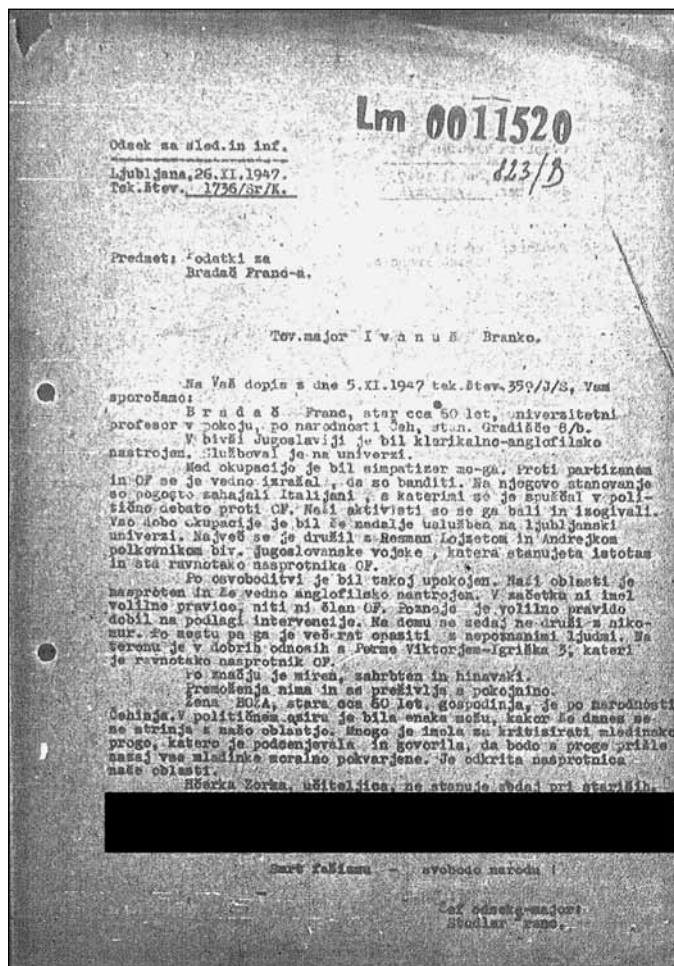 Lm 0011520
823/B
Odsek za sled.in inf.
Ljubljana,26.XI.1947.
Tek.štev. 1736/Sr/K.
Predmet: Podatki za
Bradač Franc-a.
Tov.major I v a n u š Branko.
Na Vaš dopis z dne 5.XI.1947 tek.štev.359/J/S, Vam
sporočamo:
B r a d a č Franc, star cca 60 let, univerzitetni
profesor v pokoju, po narodnosti Čeh, stan. Gradišče 8/b.
V bivši Jugoslaviji je bil klerikalno-anglofilsko
nastrojen. Služboval je na univerzi.
Med okupacijo je bil simpatizer mo-ga. Proti partizanom
in OF se je vedno izražal, da so banditi. Na njegovo stanovanje
so pogosto zahajali Italijani, s katerimi se je spuščal v poli-
tično debato proti OF. Naši aktivisti so se ga bali in izogivali.
Vso dobo okupacije je bil še nadalje uslužben na ljubljanski
univerzi. Največ se je družil z Resman Lojzetom in Andrejkom
polkovnikom biv. jugoslovanske vojske, katera stanujeta istotam
in sta ravnotako nasprotnika OF.
Po osvoboditvi je bil takoj upokojen. Naši oblasti je
nasproten in še vedno anglofilsko nastrojen. V začetku ni imel
volilne pravice, niti ni član OF. Pozneje je volilno pravido
dobil na podlagi intervencije. Na domu se sedaj ne druži z niko-
mur. Po mestu pa ga je večkrat opasiti z nepoznanimi ljudmi. Na
terenu je v dobrih odnosih s Perme Viktorjem-Igriška 3, kateri
je ravnotako nasprotnik OF.
Po značju je miren, zahrbten in hinavski.
Premoženja nima in se preživlja s pokojnino.
Žena BOŽA, stara cca 60 let, gospodinja, je po narodnosti
Čehinja. V političnem oziru je bila enaka možu, kakor še danes se
ne strinja z našo oblastjo. Mnogo je imela za kritizirati mladinsko
progo, katero je podcenjevala in govorila, da bodo s proge prišle
nazaj vse mladinke moralno pokvarjene. Je odkrita nasprotnica
naše oblasti.
Hčerka Zorka, učiteljica, ne stanuje sedaj pri stariših.
Smrt fašizmu - svobodo narodu !
Šef odseka-major: